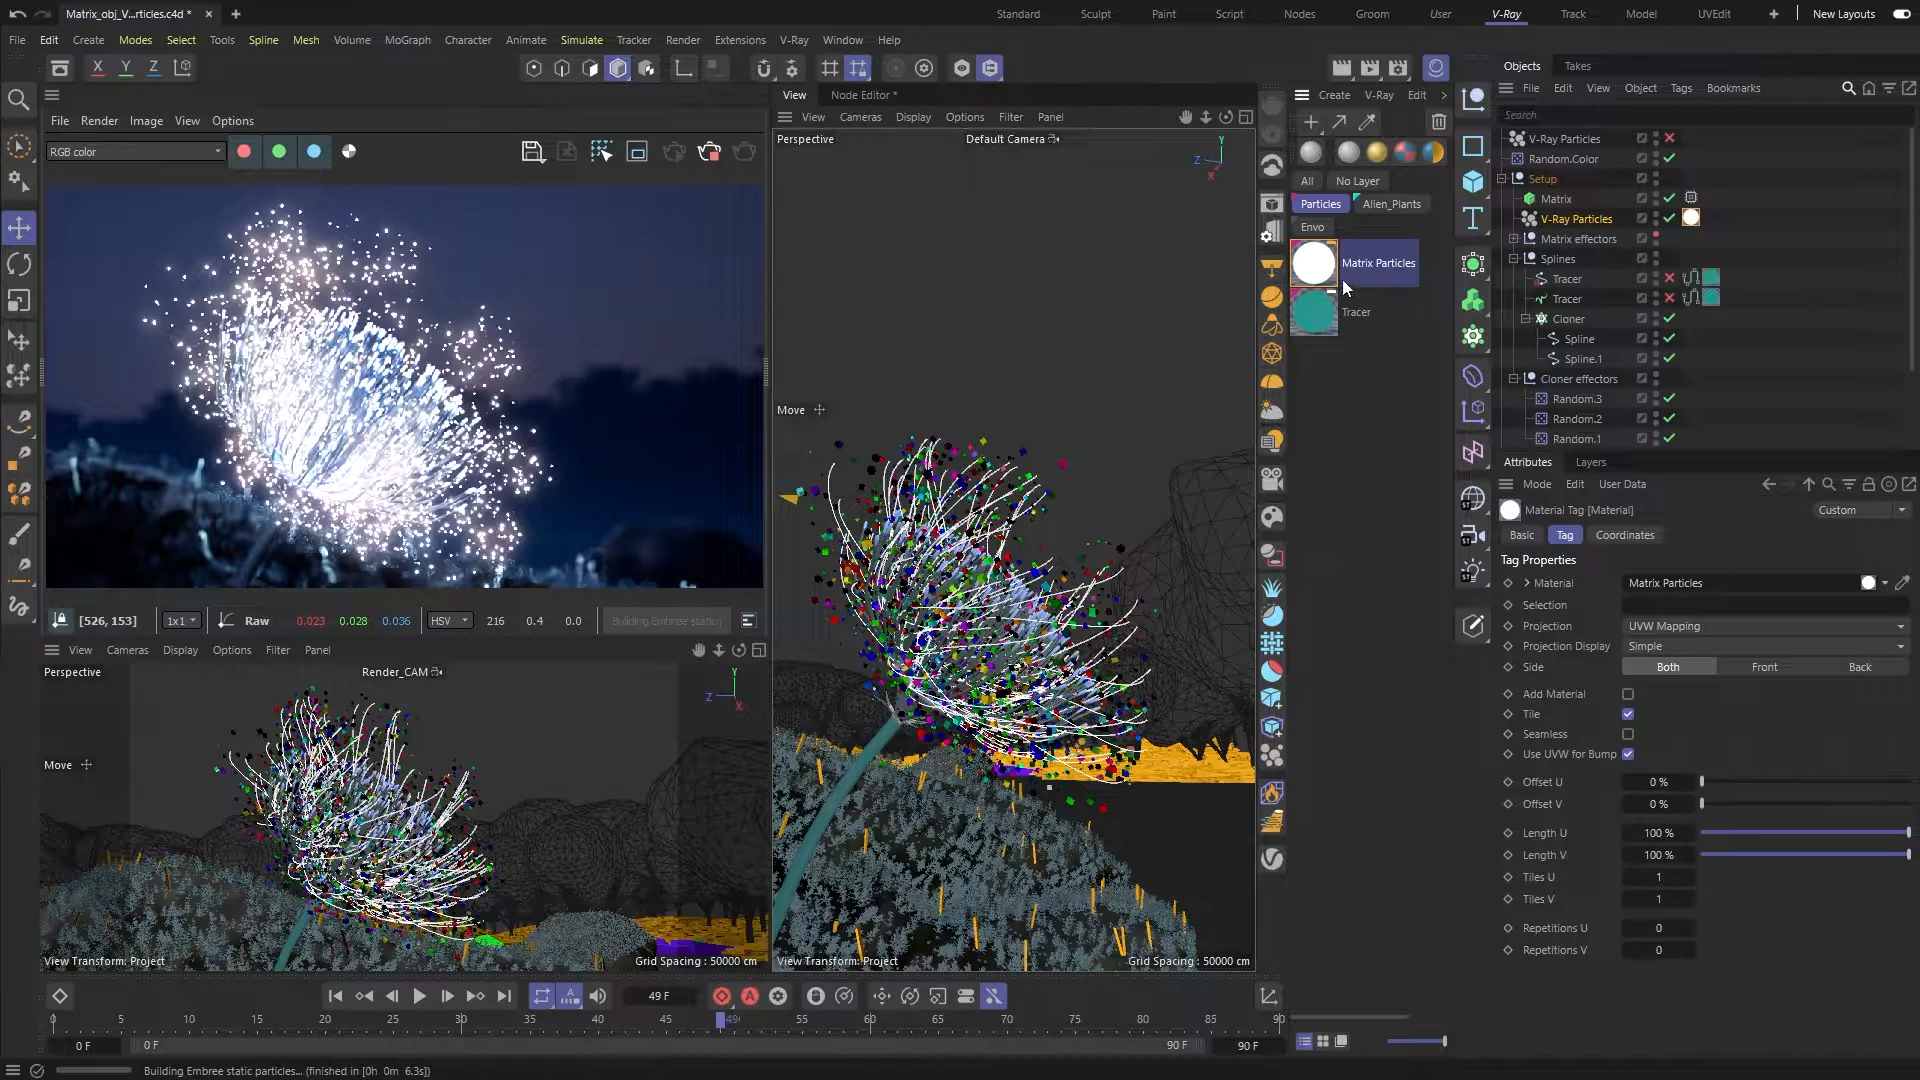 Matrix_obj_V...rticles.c4d *
Standard
Sculpt
Paint
Script
Nodes
Groom
User
V-Ray
Track
Model
UVEdit
New Layouts
File
Edit
Create
Modes
Select
Tools
Spline
Mesh
Volume
MoGraph
Character
Animate
Simulate
Tracker
Render
Extensions
V-Ray
Window
Help
X
Y
Z
File
Render
Image
View
Options
RGB color
[526, 153]
1x1
Raw
0.023
0.028
0.036
HSV
216
0.4
0.0
Building Embree static
View
Cameras
Display
Options
Filter
Panel
Perspective
Render_CAM
Y
Z
X
Move
View Transform: Project
Grid Spacing : 50000 cm
View
Node Editor *
View
Cameras
Display
Options
Filter
Panel
Perspective
Default Camera
Y
Z
X
Move
View Transform: Project
Grid Spacing : 50000 cm
Create
V-Ray
Edit
All
No Layer
Particles
Alien_Plants
Envo
Matrix Particles
Tracer
ST
ST
ST
Objects
Takes
File
Edit
View
Object
Tags
Bookmarks
Search
V-Ray Particles
Random.Color
Setup
Matrix
V-Ray Particles
Matrix effectors
Splines
Tracer
Tracer
Cloner
Spline
Spline.1
Cloner effectors
Random.3
Random.2
Random.1
Attributes
Layers
Mode
Edit
User Data
Material Tag [Material]
Custom
Basic
Tag
Coordinates
Tag Properties
Material
Matrix Particles
Selection
Projection
UVW Mapping
Projection Display
Simple
Side
Both
Front
Back
Add Material
Tile
Seamless
Use UVW for Bump
Offset U
0 %
Offset V
0 %
Length U
100 %
Length V
100 %
Tiles U
1
Tiles V
1
Repetitions U
0
Repetitions V
0
A
49 F
A
0
5
10
15
20
25
30
35
40
45
49
55
60
65
70
75
80
85
90
0 F
0 F
90 F
90 F
Building Embree static particles... (finished in [0h 0m 6.3s])